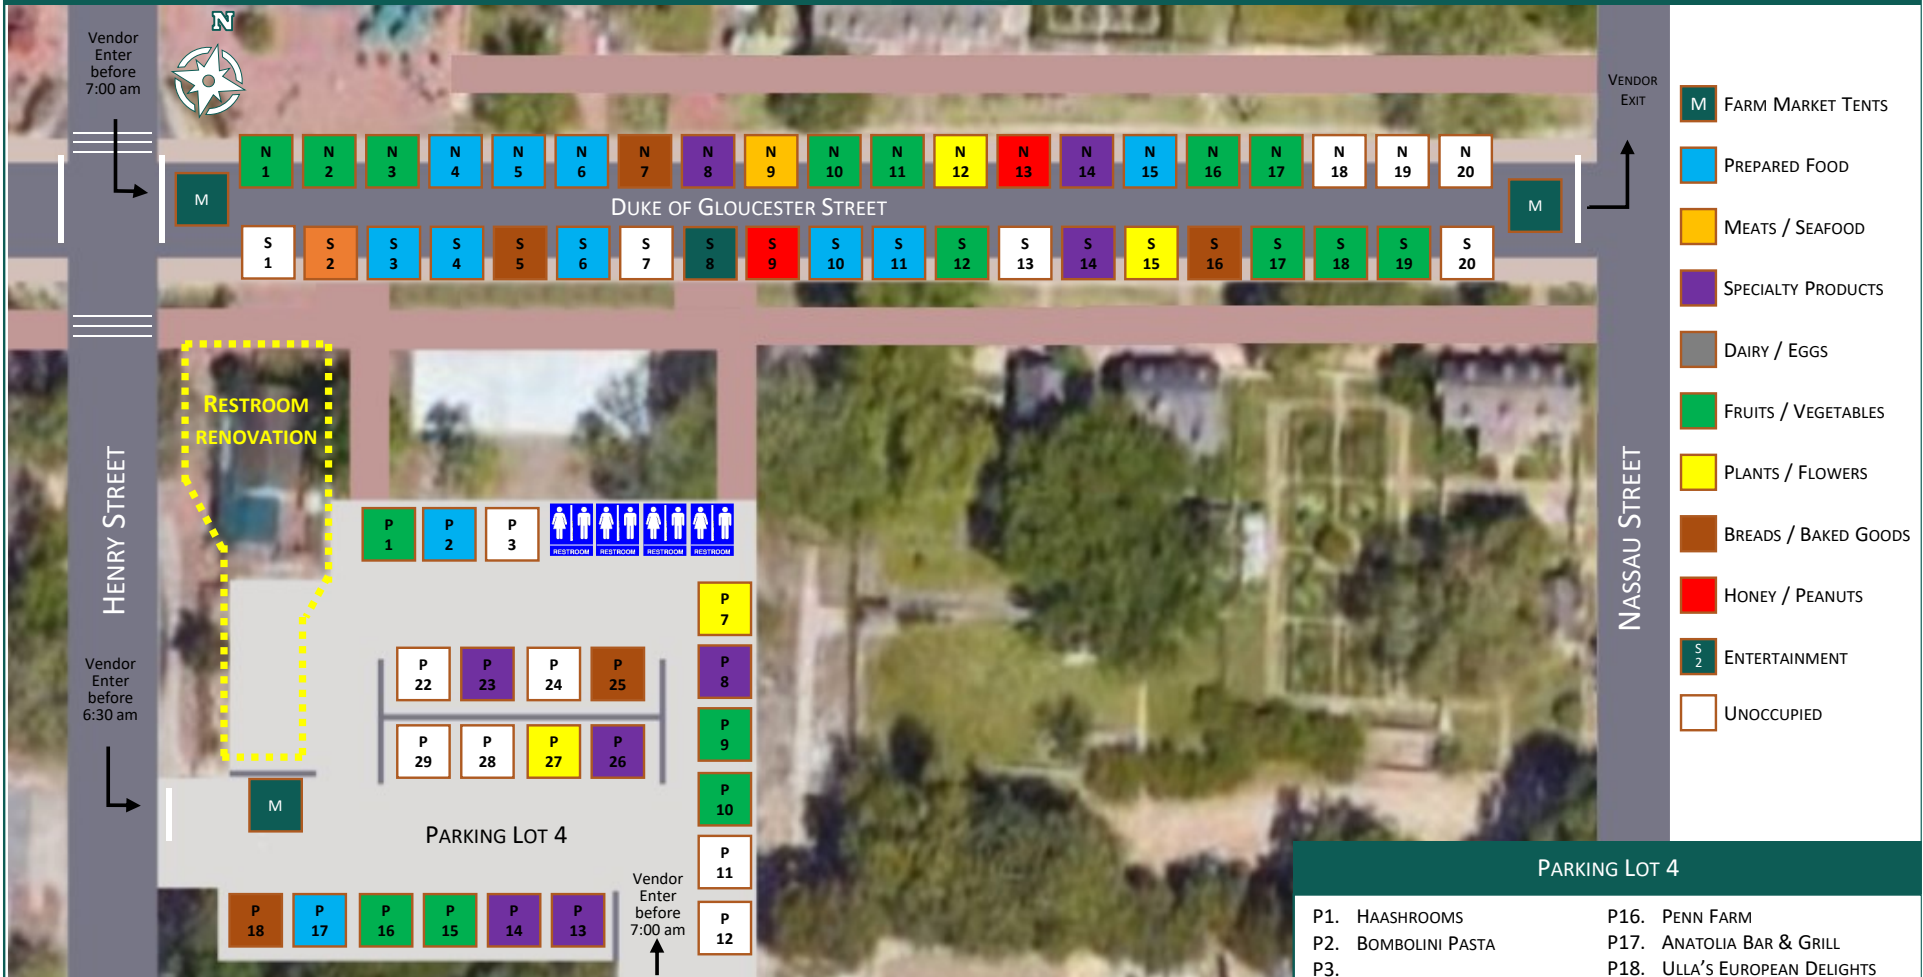 N
Vendor
Enter
before
7:00 am
VENDOR
EXIT
N
1
N
2
N
3
N
4
N
5
N
6
N
7
N
8
N
9
N
10
N
11
N
12
N
13
N
14
N
15
N
16
N
17
N
18
N
19
N
20
M
DUKE OF GLOUCESTER STREET
M
S
1
S
2
S
3
S
4
S
5
S
6
S
7
S
8
S
9
S
10
S
11
S
12
S
13
S
14
S
15
S
16
S
17
S
18
S
19
S
20
M FARM MARKET TENTS
PREPARED FOOD
MEATS / SEAFOOD
SPECIALTY PRODUCTS
DAIRY / EGGS
FRUITS / VEGETABLES
PLANTS / FLOWERS
BREADS / BAKED GOODS
HONEY / PEANUTS
S
2
ENTERTAINMENT
UNOCCUPIED
RESTROOM
RENOVATION
HENRY STREET
NASSAU STREET
P
1
P
2
P
3
RESTROOM RESTROOM RESTROOM RESTROOM
P
7
P
8
P
9
P
10
P
11
P
12
P
22
P
23
P
24
P
25
P
29
P
28
P
27
P
26
Vendor
Enter
before
6:30 am
M
PARKING LOT 4
P
18
P
17
P
16
P
15
P
14
P
13
Vendor
Enter
before
7:00 am
PARKING LOT 4
P1. HAASHROOMS
P2. BOMBOLINI PASTA
P3.
P16. PENN FARM
P17. ANATOLIA BAR & GRILL
P18. ULLA'S EUROPEAN DELIGHTS